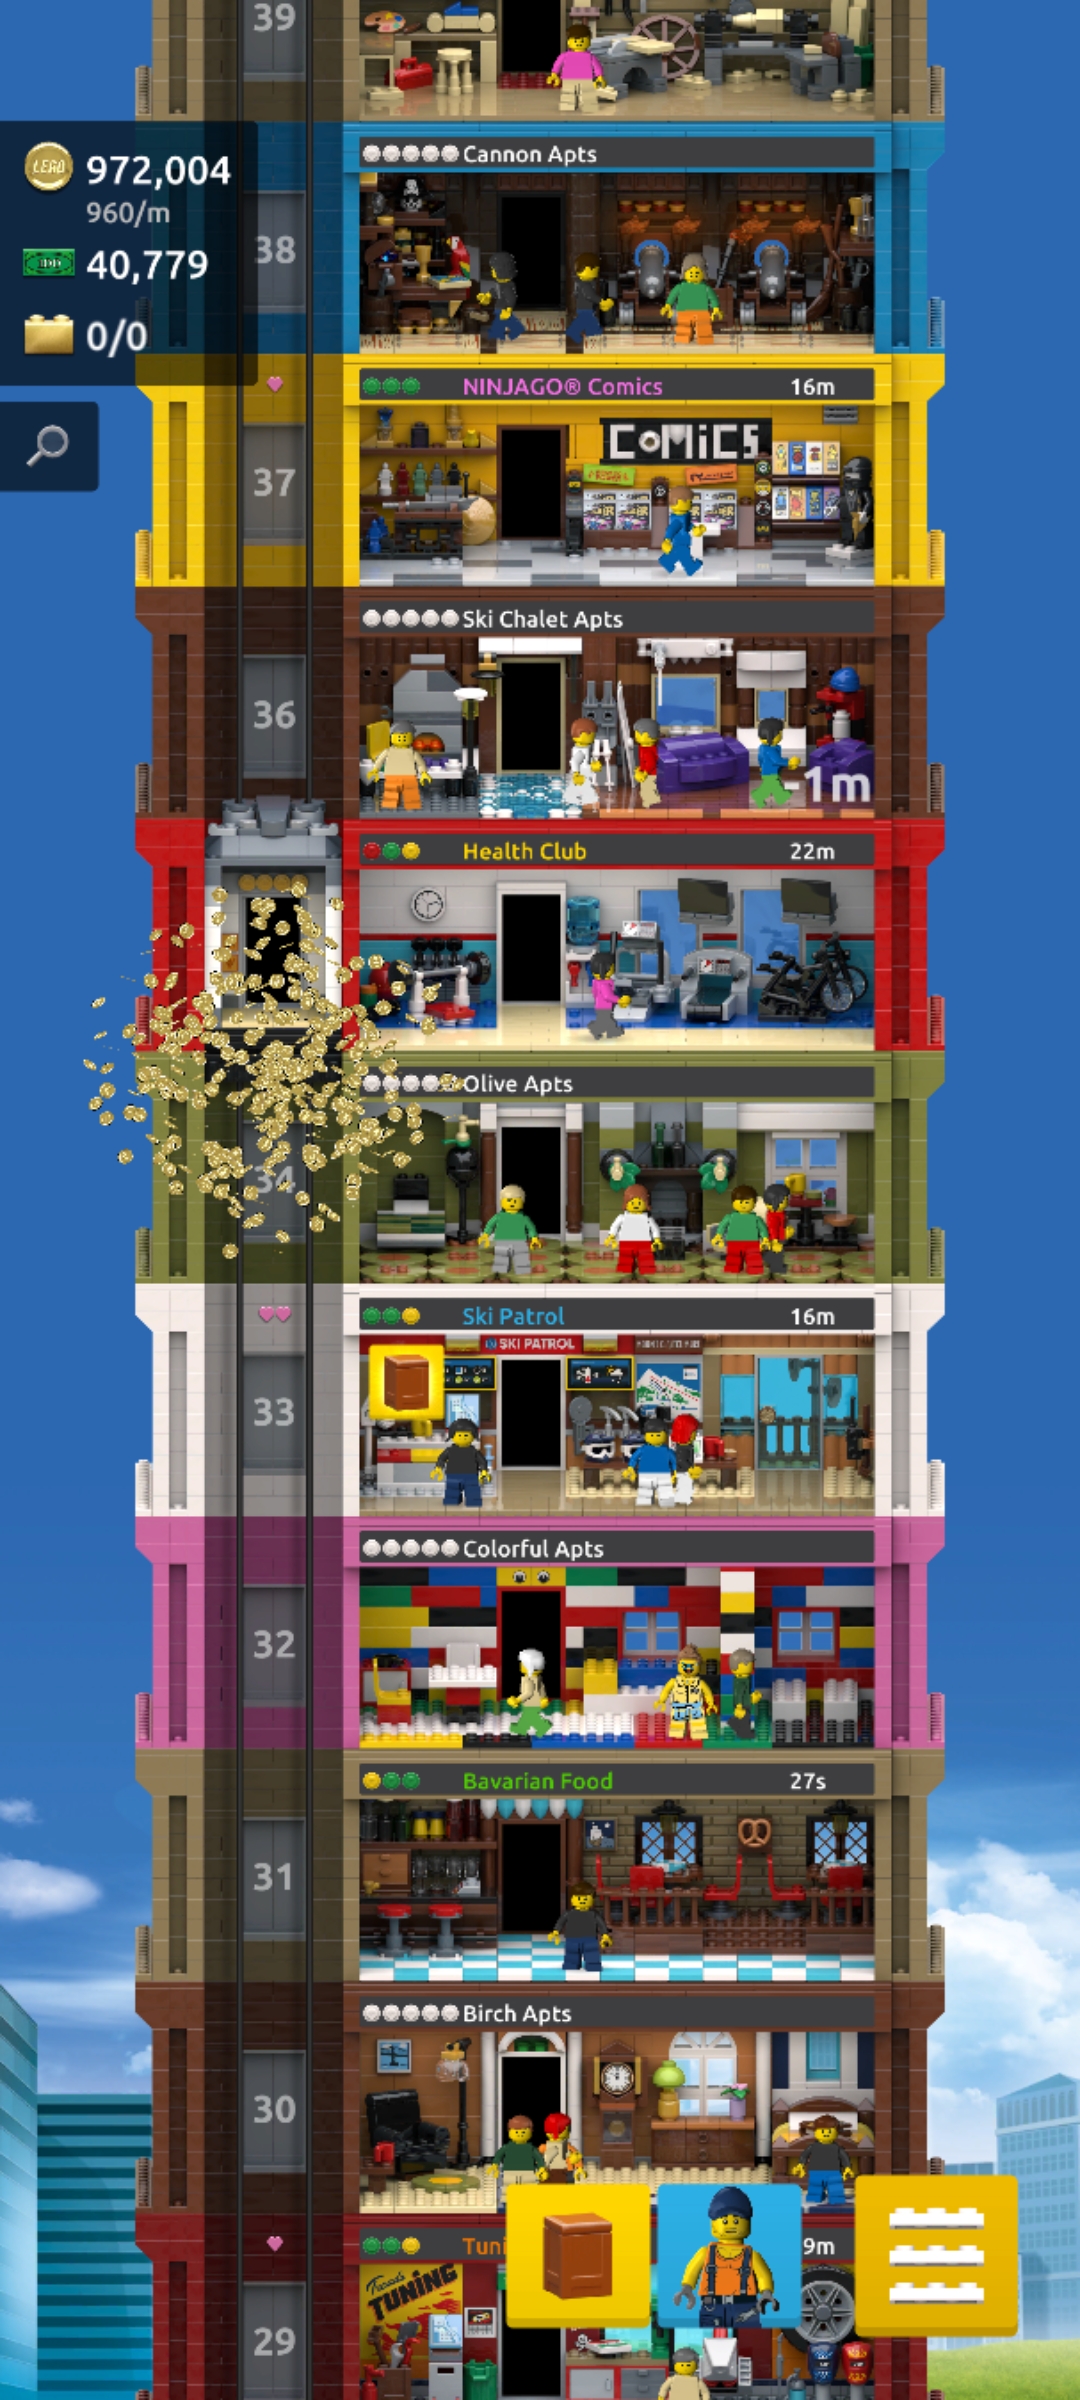 39
LEGO
972,004
960/m
40,779
0/0
Cannon Apts
38
NINJAGO® Comics
16m
COMICS
37
Ski Chalet Apts
36
-1m
Health Club
22m
Olive Apts
34
Ski Patrol
16m
SKI PATROL
33
Colorful Apts
32
Bavarian Food
27s
31
Birch Apts
30
Tuni
9m
TUNING
29